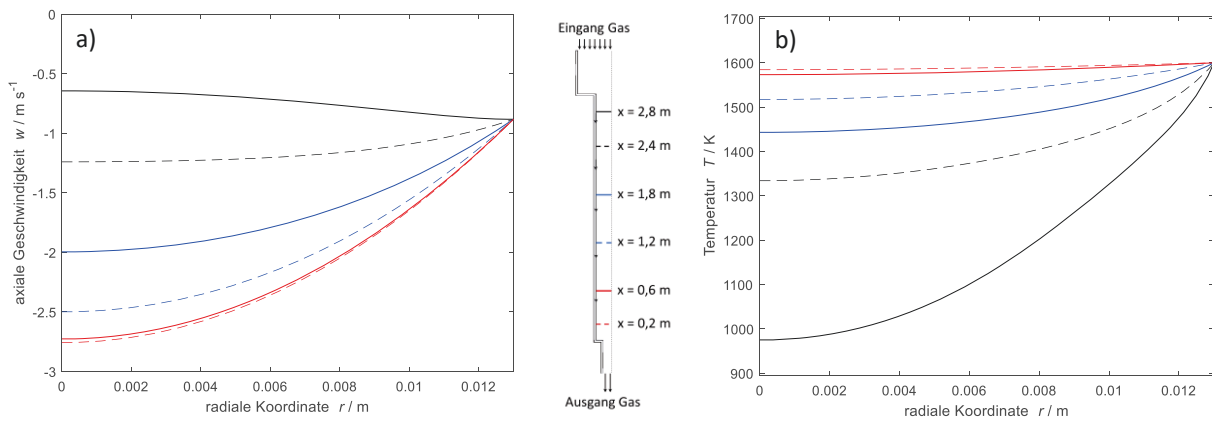 a)
0
-0.5
-1
-1.5
-2
-2.5
-3
0 0.002 0.004 0.006 0.008 0.01 0.012
axiale Geschwindigkeit w / m s⁻¹
radiale Koordinate r / m
Eingang Gas
x = 2,8 m
x = 2,4 m
x = 1,8 m
x = 1,2 m
x = 0,6 m
x = 0,2 m
Ausgang Gas
b)
1700
1600
1500
1400
1300
1200
1100
1000
900
0 0.002 0.004 0.006 0.008 0.01 0.012
Temperatur T / K
radiale Koordinate r / m